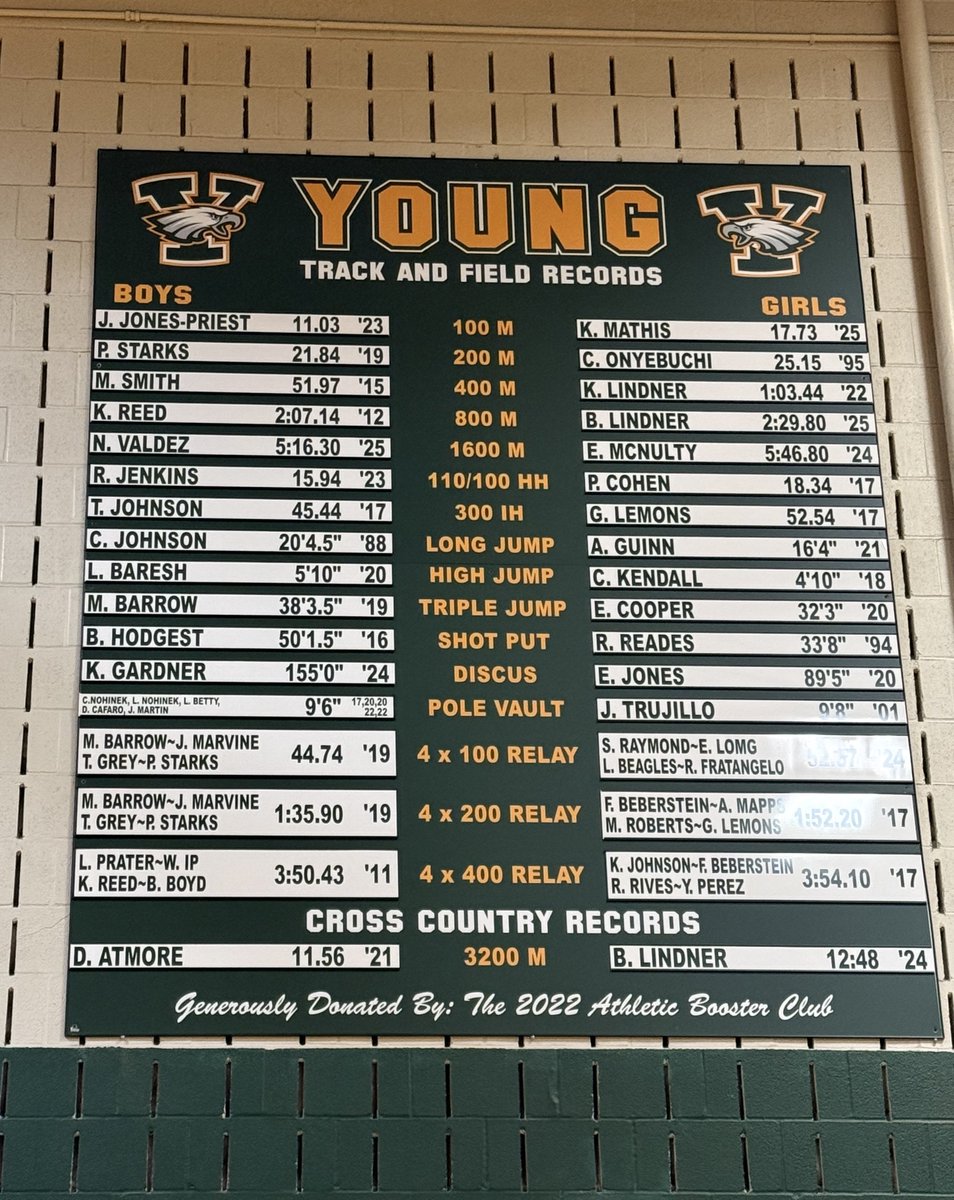 YOUNG
TRACK AND FIELD RECORDS
BOYS GIRLS
J. JONES-PRIEST 11.03 '23 100 M K. MATHIS 17.73 '25
P. STARKS 21.84 '19 200 M C. ONYEBUCHI 25.15 '95
M. SMITH 51.97 '15 400 M K. LINDNER 1:03.44 '22
K. REED 2:07.14 '12 800 M B. LINDNER 2:29.80 '25
N. VALDEZ 5:16.30 '25 1600 M E. MCNULTY 5:46.80 '24
R. JENKINS 15.94 '23 110/100 HH P. COHEN 18.34 '17
T. JOHNSON 45.44 '17 300 IH G. LEMONS 52.54 '17
C. JOHNSON 20'4.5" '88 LONG JUMP A. GUINN 16'4" '21
L. BARESH 5'10" '20 HIGH JUMP C. KENDALL 4'10" '18
M. BARROW 38'3.5" '19 TRIPLE JUMP E. COOPER 32'3" '20
B. HODGEST 50'1.5" '16 SHOT PUT R. READES 33'8" '94
K. GARDNER 155'0" '24 DISCUS E. JONES 89'5" '20
C.NOHINEK, L. NOHINEK, L. BETTY,
D. CAFARO, J. MARTIN 9'6" 17,20,20
22,22 POLE VAULT J. TRUJILLO 9'8" '01
M. BARROW~J. MARVINE
T. GREY~P. STARKS 44.74 '19 4 x 100 RELAY S. RAYMOND~E. LOMG
L. BEAGLES~R. FRATANGELO '24
M. BARROW~J. MARVINE
T. GREY~P. STARKS 1:35.90 '19 4 x 200 RELAY F. BEBERSTEIN~A. MAPPS
M. ROBERTS~G. LEMONS 1:52.20 '17
L. PRATER~W. IP
K. REED~B. BOYD 3:50.43 '11 4 x 400 RELAY K. JOHNSON~F. BEBERSTEIN
R. RIVES~Y. PEREZ 3:54.10 '17
CROSS COUNTRY RECORDS
D. ATMORE 11.56 '21 3200 M B. LINDNER 12:48 '24
Generously Donated By: The 2022 Athletic Booster Club